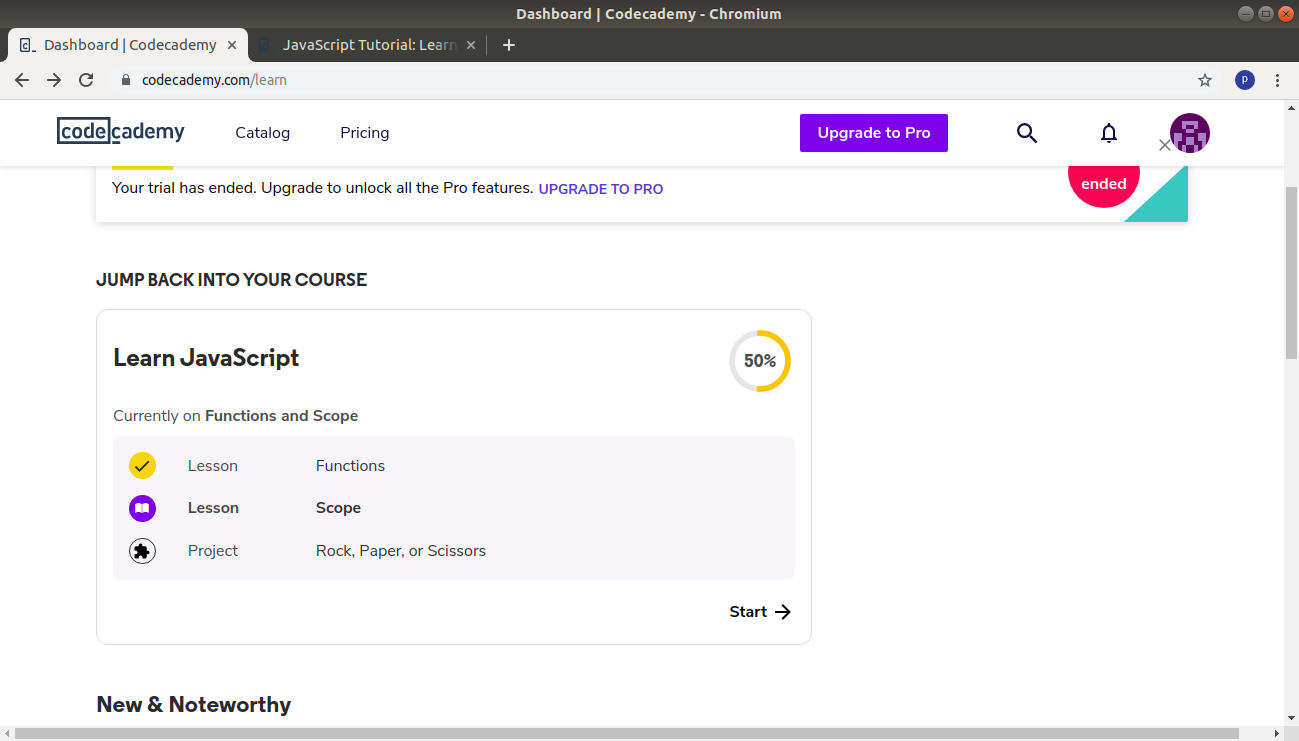 Dashboard | Codecademy - Chromium
c_ Dashboard | Codecademy
JavaScript Tutorial: Learn
codecademy.com/learn
P
codecademy
Catalog
Pricing
Upgrade to Pro
Your trial has ended. Upgrade to unlock all the Pro features. UPGRADE TO PRO
ended
JUMP BACK INTO YOUR COURSE
Learn JavaScript
50%
Currently on Functions and Scope
Lesson Functions
Lesson Scope
Project Rock, Paper, or Scissors
Start
New & Noteworthy